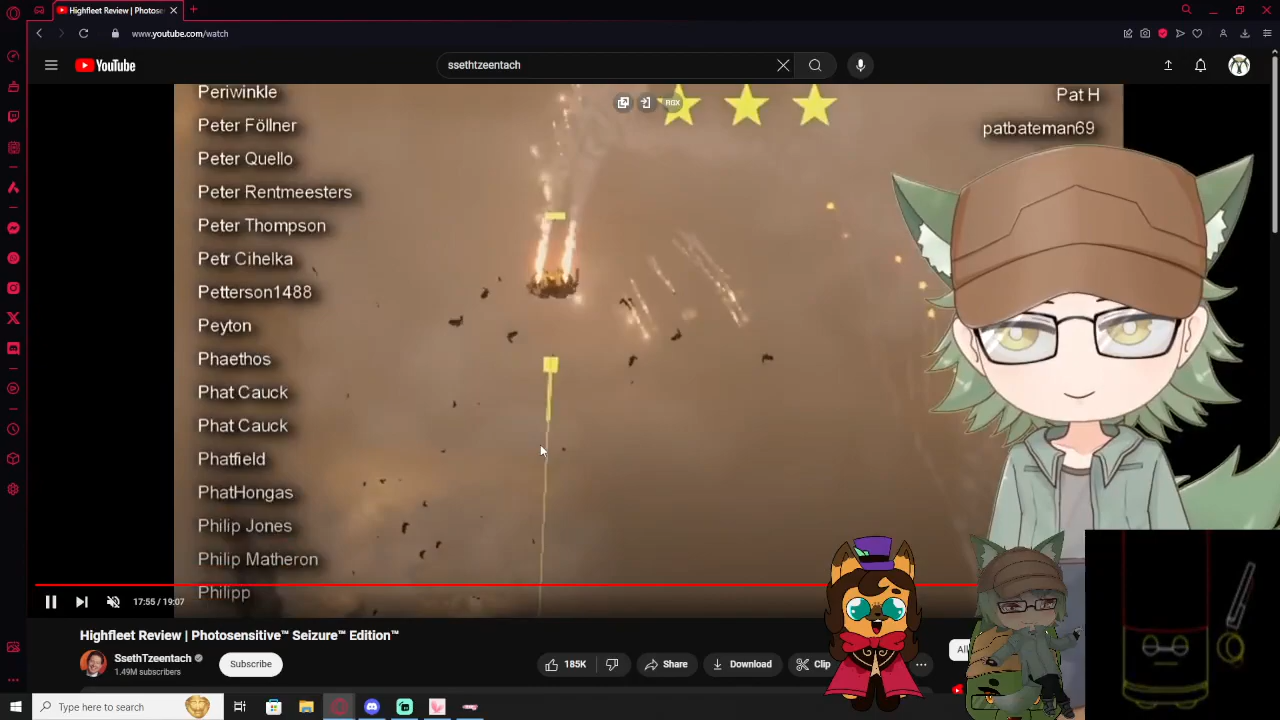 Highfleet Review | Photosens
www.youtube.com/watch
YouTube
ssethtzeentach
Periwinkle
Peter Föllner
Peter Quello
Peter Rentmeesters
Peter Thompson
Petr Cihelka
Petterson1488
Peyton
Phaethos
Phat Cauck
Phat Cauck
Phatfield
PhatHongas
Philip Jones
Philip Matheron
Philipp
RGX
Pat H
patbateman69
17:55 / 19:07
Highfleet Review | Photosensitive™ Seizure™ Edition™
SsethTzeentach
1.49M subscribers
Subscribe
185K
Share
Download
Clip
All
Type here to search